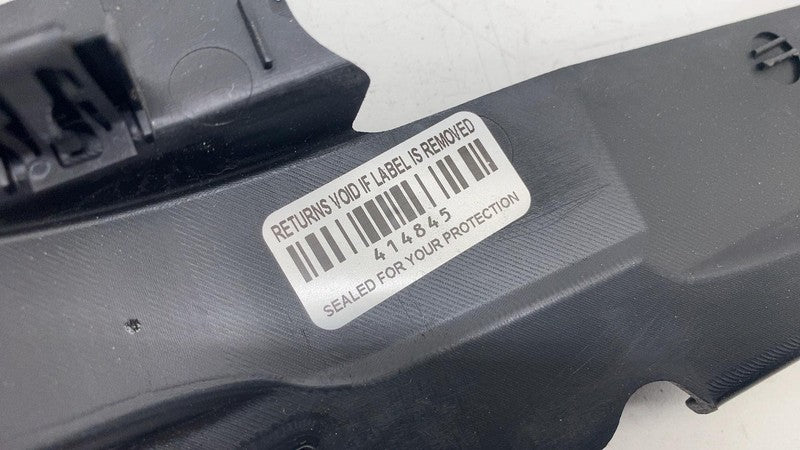 RETURNS VOID IF LABEL IS REMOVED
414845
SEALED FOR YOUR PROTECTION